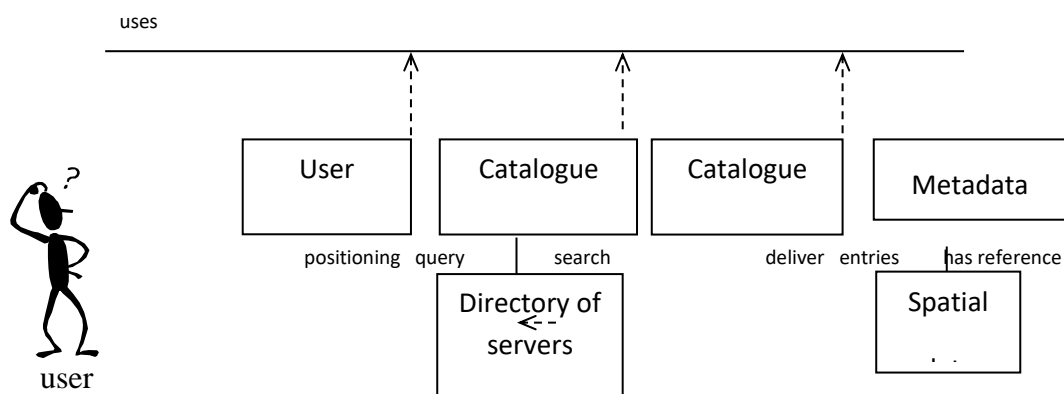 uses
?
User
Catalogue
Catalogue
Metadata
positioning query search deliver entries has reference
Directory of
servers
Spatial
user